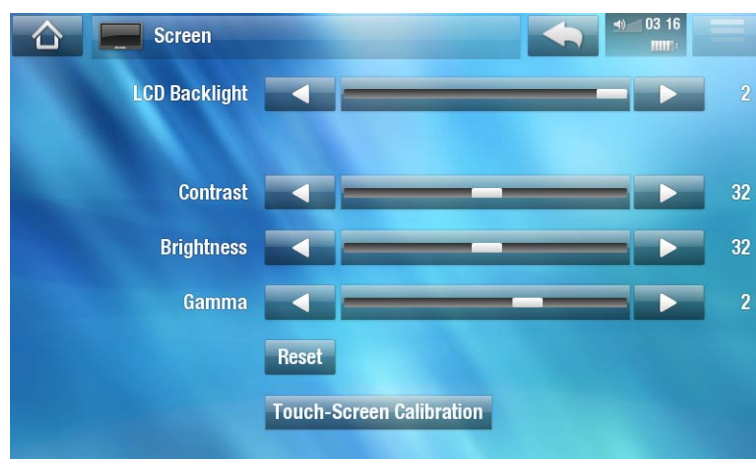 Screen
03 16
LCD Backlight 2
Contrast 32
Brightness 32
Gamma 2
Reset
Touch-Screen Calibration